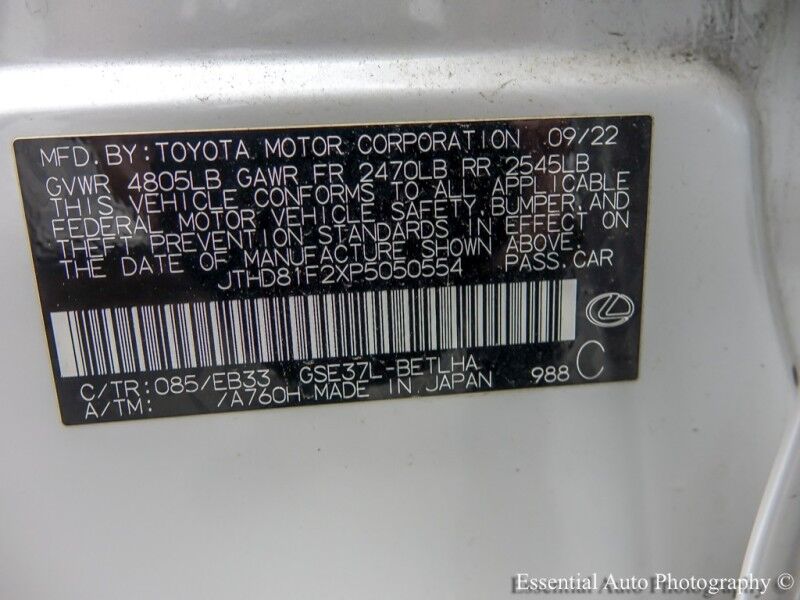 MFD. BY: TOYOTA MOTOR CORPORATION 09/22
GVWR 4805LB GAWR FR 2470LB RR 2545LB
THIS VEHICLE CONFORMS TO ALL APPLICABLE
FEDERAL MOTOR VEHICLE SAFETY, BUMPER, AND
THEFT PREVENTION STANDARDS IN EFFECT ON
THE DATE OF MANUFACTURE SHOWN ABOVE.
JTHD81F2XP5050554 PASS. CAR
C/TR: 085/EB33 GSE37L-BETLHA
A/TM: /A760H MADE IN JAPAN 988 C
Essential Auto Photography ©